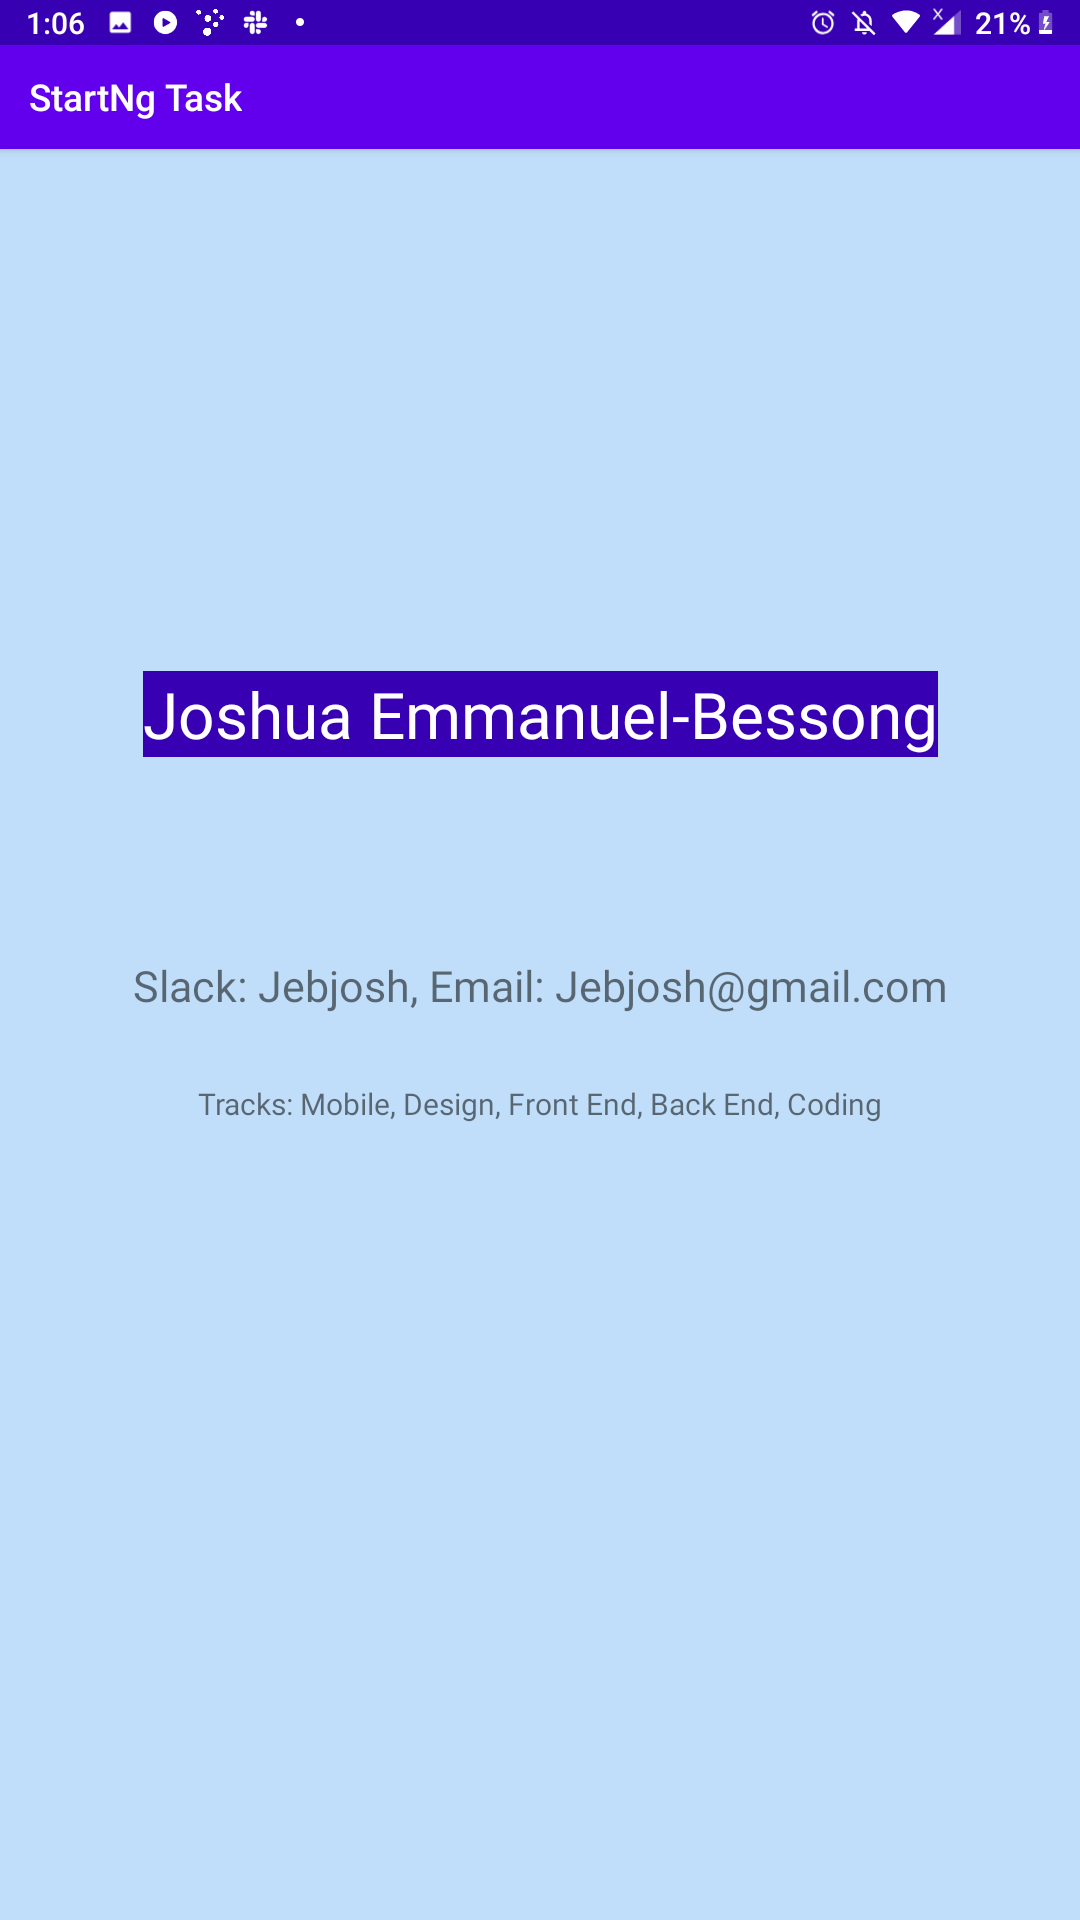 1:06 21%
StartNg Task
Joshua Emmanuel-Bessong
Slack: Jebjosh, Email: Jebjosh@gmail.com
Tracks: Mobile, Design, Front End, Back End, Coding